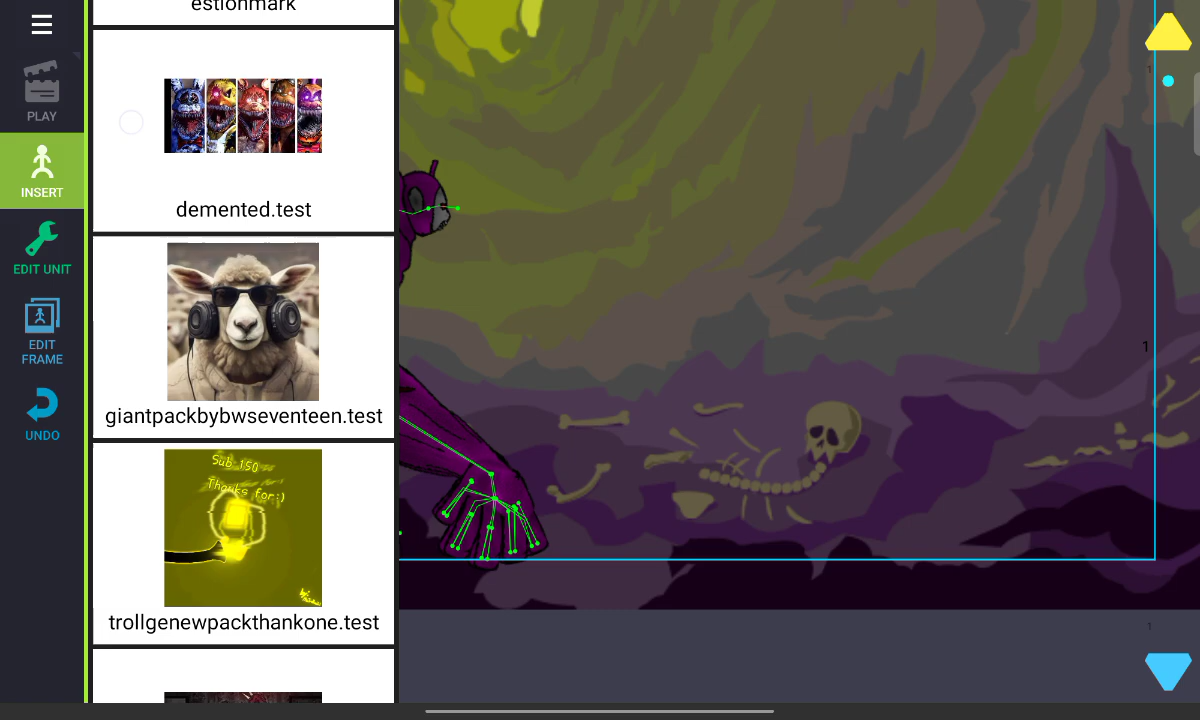 estionmark
PLAY
INSERT
demented.test
EDIT UNIT
EDIT
FRAME
giantpackbybwseventeen.test
UNDO
Sub 150
Thanks for:)
trollgenewpackthankone.test
1
1
1